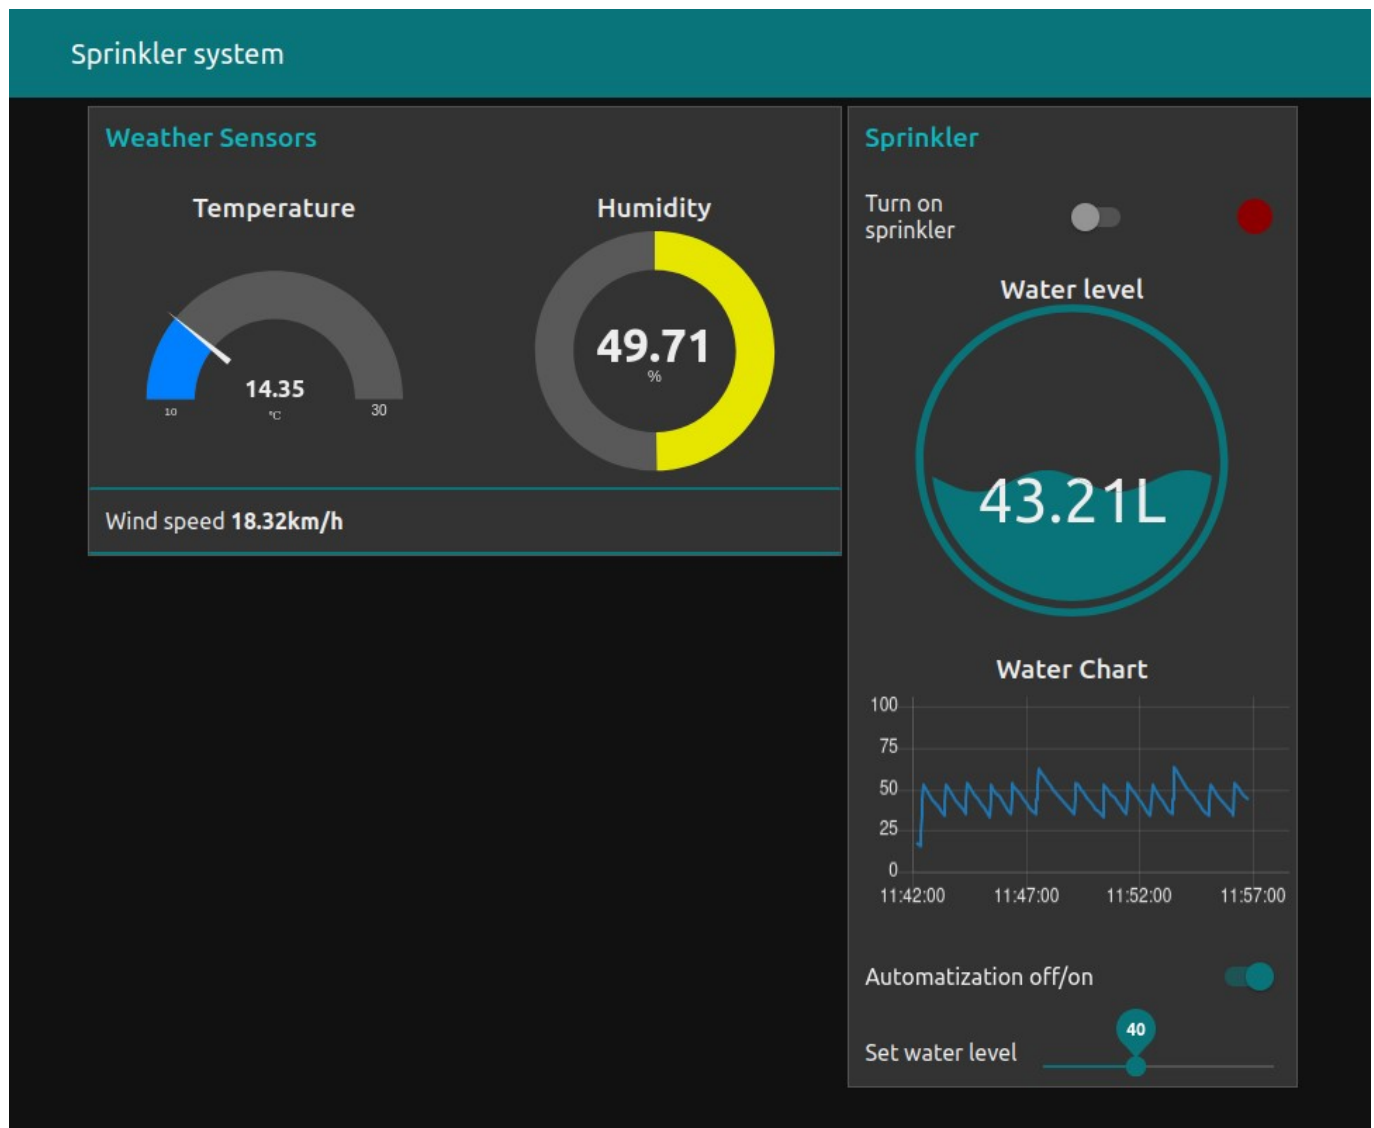 Sprinkler system
Weather Sensors
Temperature
14.35
°C
10
30
Humidity
49.71
%
Wind speed 18.32km/h
Sprinkler
Turn on
sprinkler
Water level
43.21L
Water Chart
100
75
50
25
0
11:42:00 11:47:00 11:52:00 11:57:00
Automatization off/on
40
Set water level